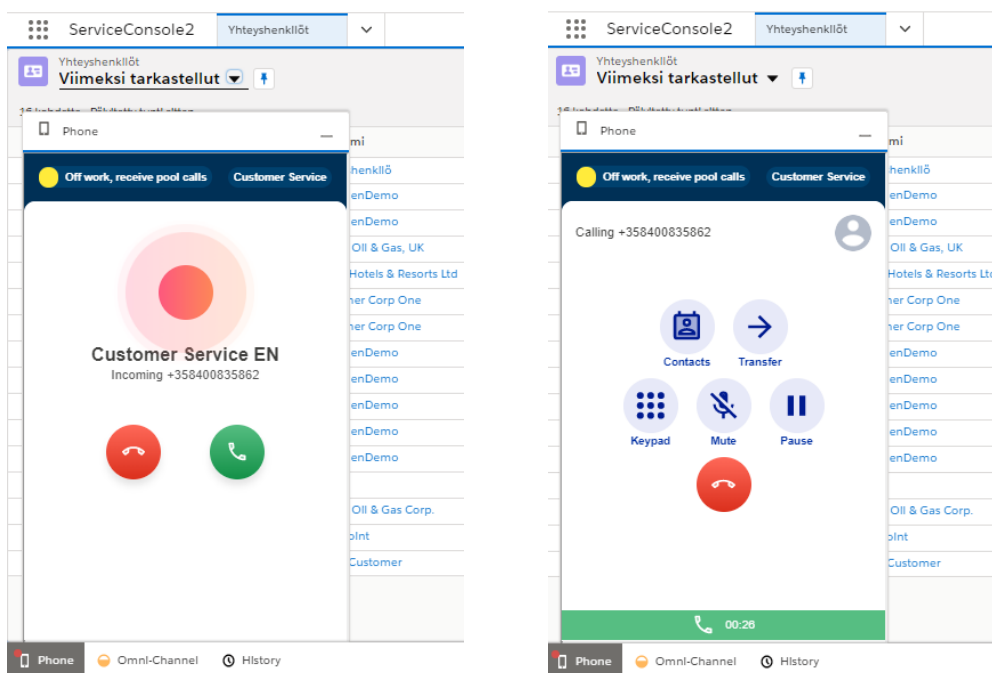 ServiceConsole2 Yhteyshenkilöt
Yhteyshenkilöt
Viimeksi tarkastellut
Phone
mi
Off work, receive pool calls Customer Service
henkilö
enDemo
enDemo
Oil & Gas, UK
Hotels & Resorts Ltd
ner Corp One
ner Corp One
Customer Service EN
enDemo
Incoming +358400835862
enDemo
enDemo
enDemo
enDemo
Oil & Gas Corp.
oint
Customer
Phone Omni-Channel History
ServiceConsole2 Yhteyshenkilöt
Yhteyshenkilöt
Viimeksi tarkastellut
Phone
mi
Off work, receive pool calls Customer Service
henkilö
enDemo
Calling +358400835862
enDemo
Oil & Gas, UK
Hotels & Resorts Ltd
ner Corp One
ner Corp One
Contacts Transfer
enDemo
enDemo
enDemo
Keypad Mute Pause
enDemo
enDemo
Oil & Gas Corp.
oint
Customer
00:26
Phone Omni-Channel History